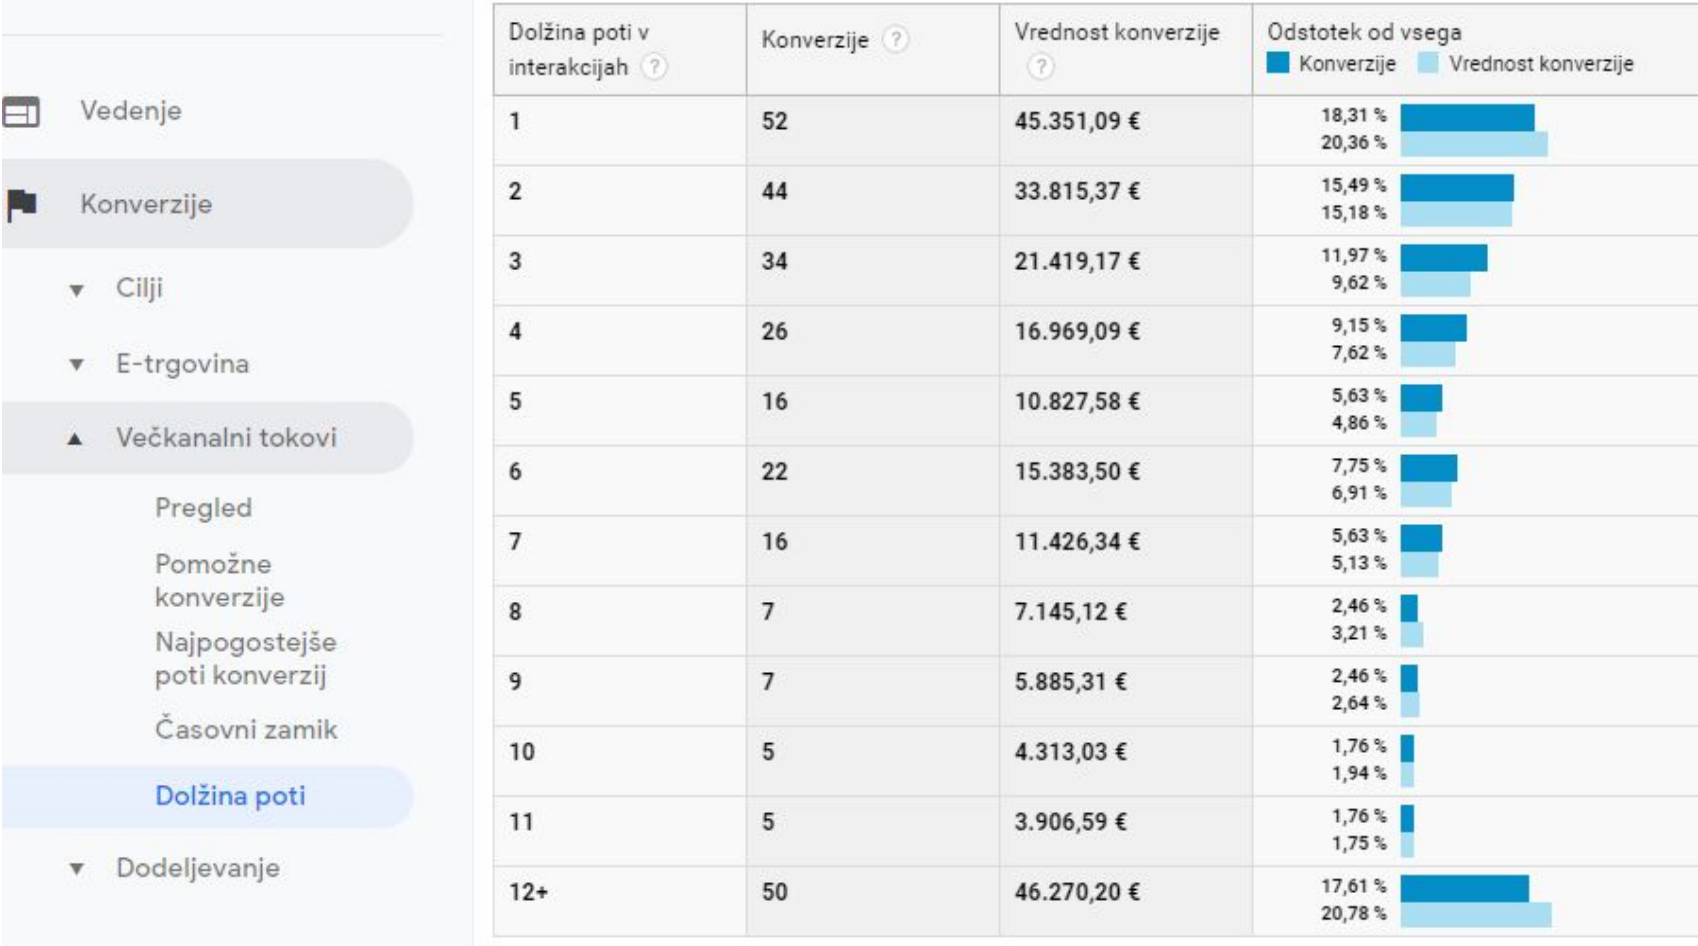 Vedenje
Konverzije
Cilji
E-trgovina
Večkanalni tokovi
Pregled
Pomožne
konverzije
Najpogostejše
poti konverzij
Časovni zamik
Dolžina poti
Dodeljevanje
Dolžina poti v
interakcijah ?
Konverzije ?
Vrednost konverzije
?
Odstotek od vsega
Konverzije Vrednost konverzije
1 52 45.351,09 € 18,31 %
20,36 %
2 44 33.815,37 € 15,49 %
15,18 %
3 34 21.419,17 € 11,97 %
9,62 %
4 26 16.969,09 € 9,15 %
7,62 %
5 16 10.827,58 € 5,63 %
4,86 %
6 22 15.383,50 € 7,75 %
6,91 %
7 16 11.426,34 € 5,63 %
5,13 %
8 7 7.145,12 € 2,46 %
3,21 %
9 7 5.885,31 € 2,46 %
2,64 %
10 5 4.313,03 € 1,76 %
1,94 %
11 5 3.906,59 € 1,76 %
1,75 %
12+ 50 46.270,20 € 17,61 %
20,78 %